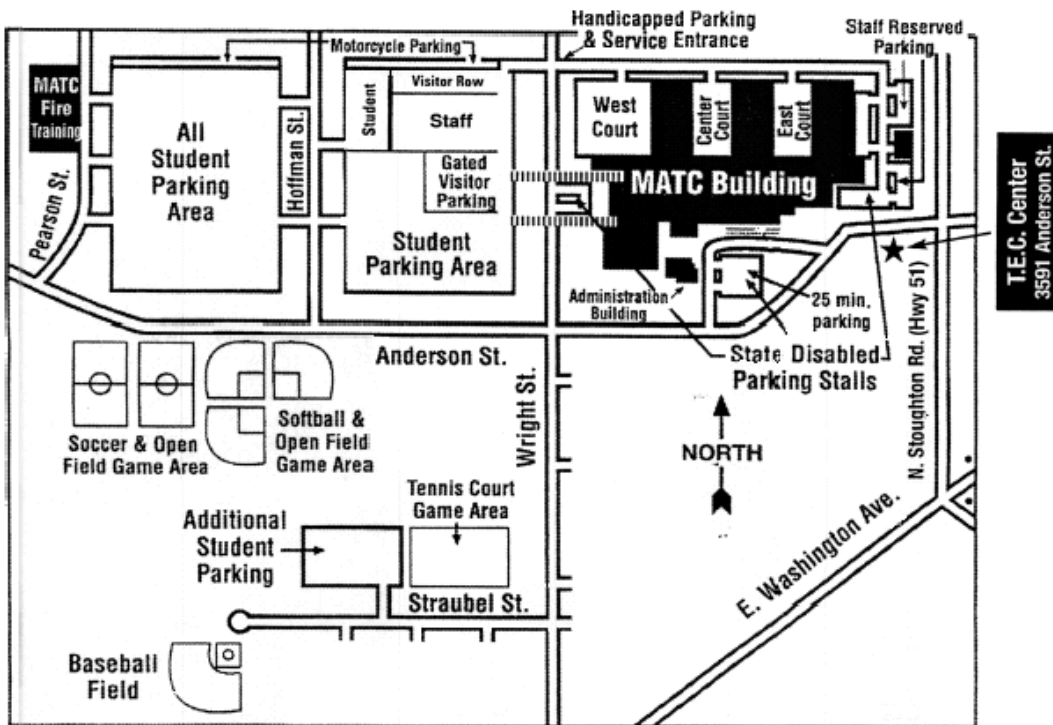 Handicapped Parking
& Service Entrance
Staff Reserved
Parking
Motorcycle Parking
MATC
Fire
Training
All
Student
Parking
Area
Hoffman St.
Pearson St.
Student
Visitor Row
Staff
Gated
Visitor
Parking
Student
Parking Area
West
Court
Center
Court
East
Court
MATC Building
T.E.C. Center
3591 Anderson St.
Administration
Building
25 min.
parking
State Disabled
Parking Stalls
N. Stoughton Rd. (Hwy 51)
Anderson St.
Wright St.
Soccer & Open
Field Game Area
Softball &
Open Field
Game Area
NORTH
Tennis Court
Game Area
Additional
Student
Parking
Straubel St.
E. Washington Ave.
Baseball
Field